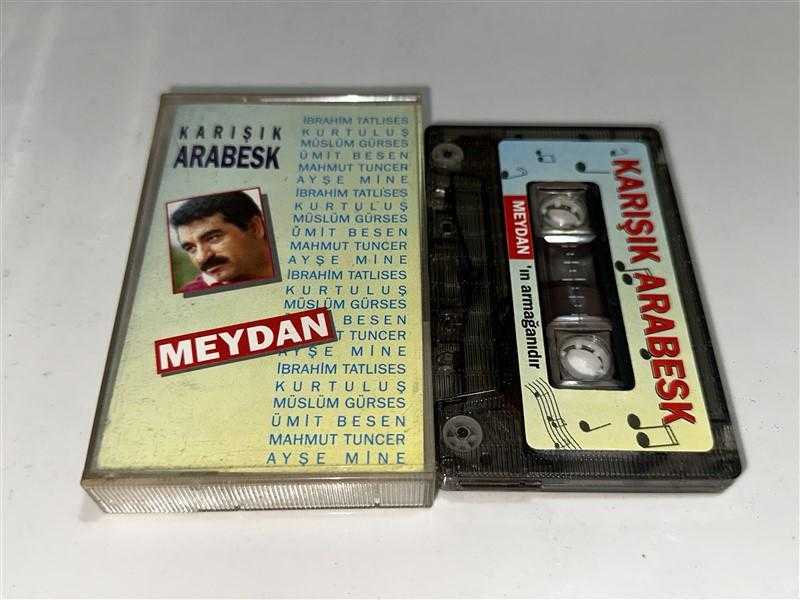 KARIŞIK
ARABESK
İBRAHİM TATLISES
KURTULUŞ
MÜSLÜM GÜRSES
ÜMİT BESEN
MAHMUT TUNCER
AYŞE MİNE
İBRAHİM TATLISES
KURTULUŞ
MÜSLÜM GÜRSES
ÜMİT BESEN
MAHMUT TUNCER
AYŞE MİNE
İBRAHİM TATLISES
KURTULUŞ
MÜSLÜM GÜRSES
BESEN
TUNCER
AYŞE MİNE
İBRAHİM TATLISES
KURTULUŞ
MÜSLÜM GÜRSES
ÜMİT BESEN
MAHMUT TUNCER
AYŞE MİNE
MEYDAN
KARIŞIK ARABESK
MEYDAN'ın armağanıdır